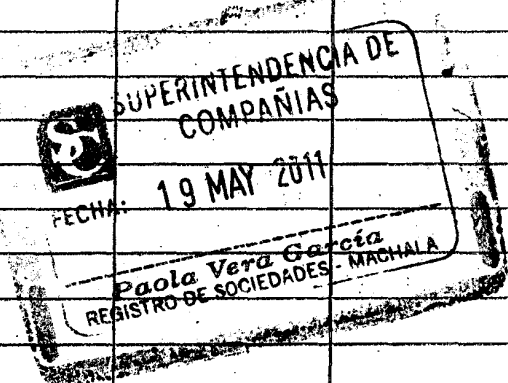 SUPERINTENDENCIA DE
COMPAÑIAS
FECHA: 19 MAY 2011
Paola Vera García
REGISTRO DE SOCIEDADES - MACHALA